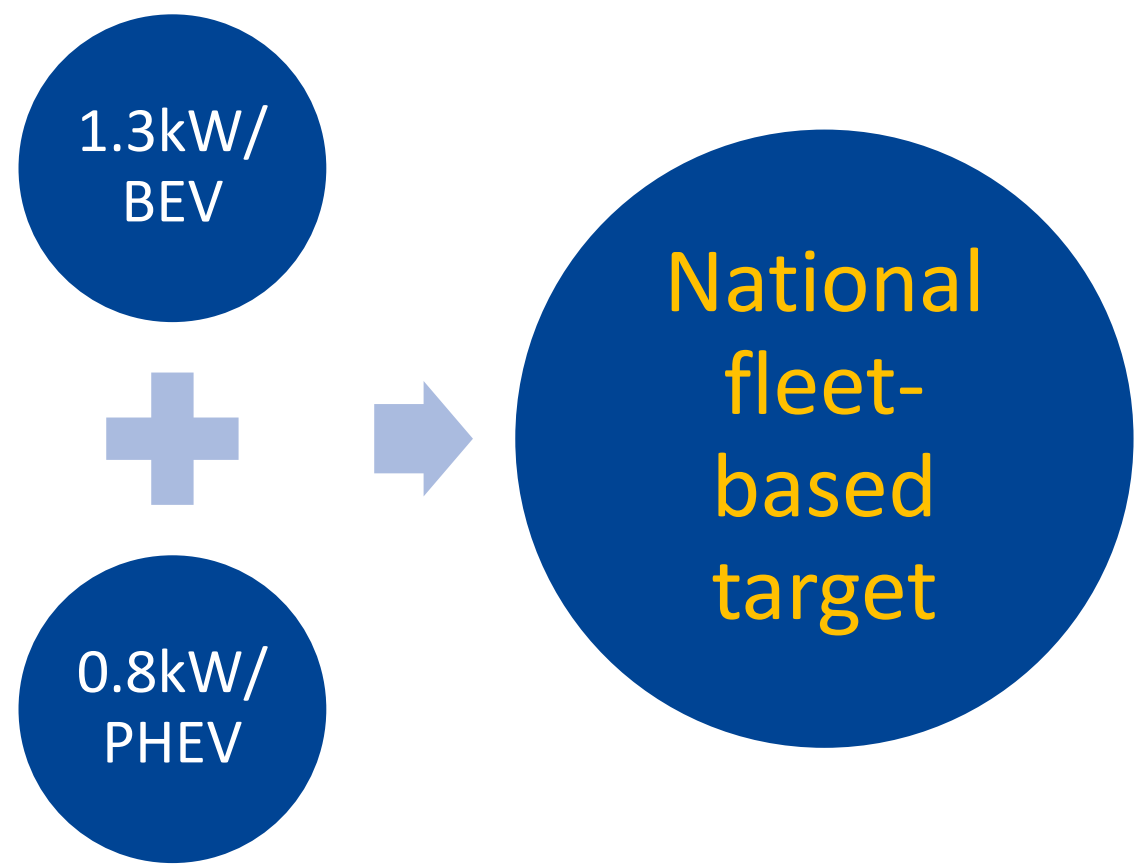 1.3kW/
BEV
0.8kW/
PHEV
National
fleet-
based
target